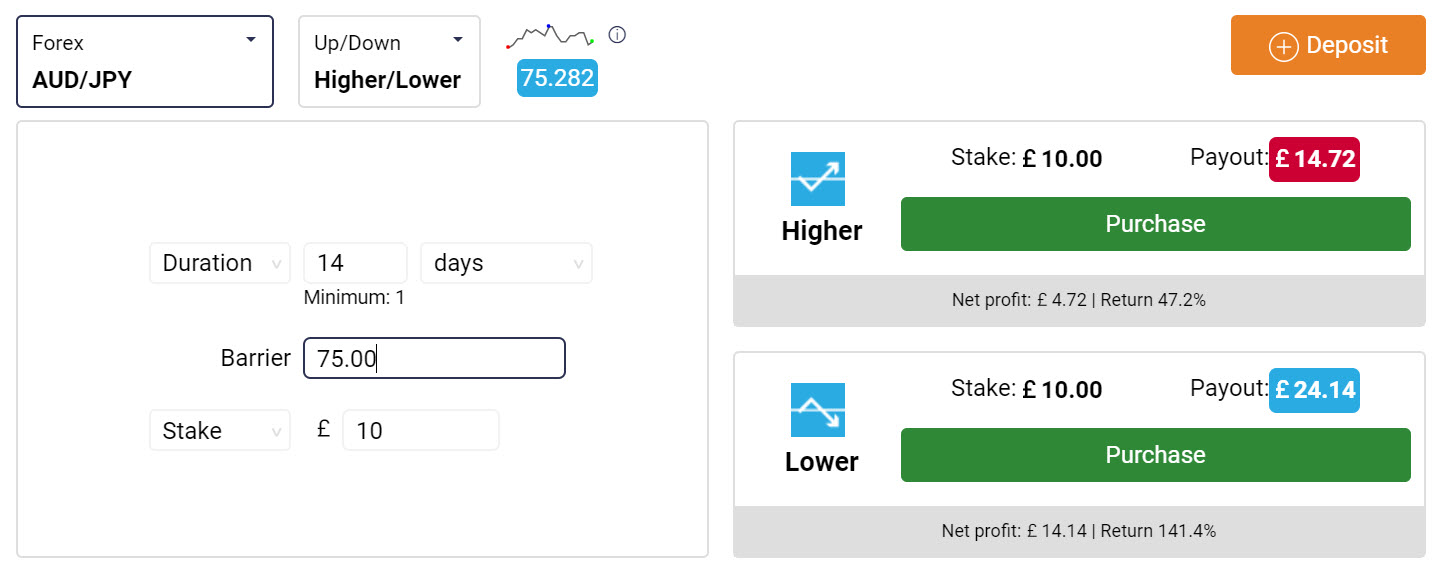 Forex
AUD/JPY
Up/Down
Higher/Lower
75.282
Deposit
Duration 14 days
Minimum: 1
Barrier 75.00
Stake £ 10
Higher
Stake: £ 10.00 Payout: £ 14.72
Purchase
Net profit: £ 4.72 | Return 47.2%
Lower
Stake: £ 10.00 Payout: £ 24.14
Purchase
Net profit: £ 14.14 | Return 141.4%